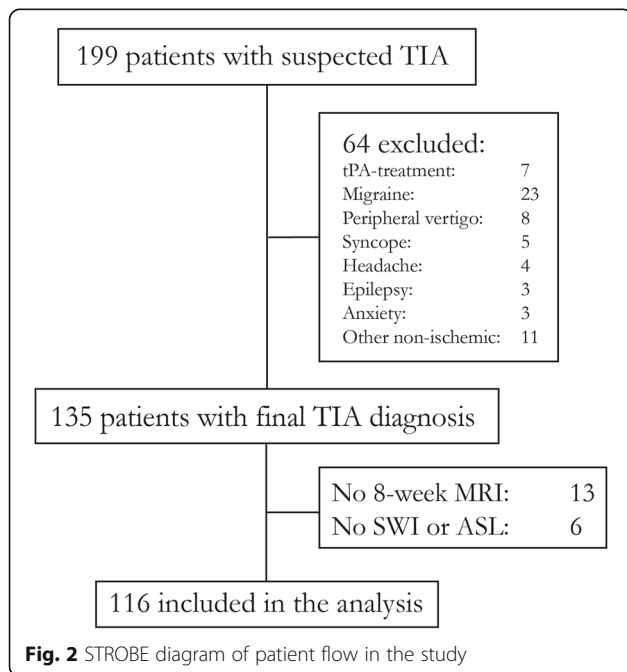 199 patients with suspected TIA
64 excluded:
tPA-treatment: 7
Migraine: 23
Peripheral vertigo: 8
Syncope: 5
Headache: 4
Epilepsy: 3
Anxiety: 3
Other non-ischemic: 11
135 patients with final TIA diagnosis
No 8-week MRI: 13
No SWI or ASL: 6
116 included in the analysis
Fig. 2 STROBE diagram of patient flow in the study